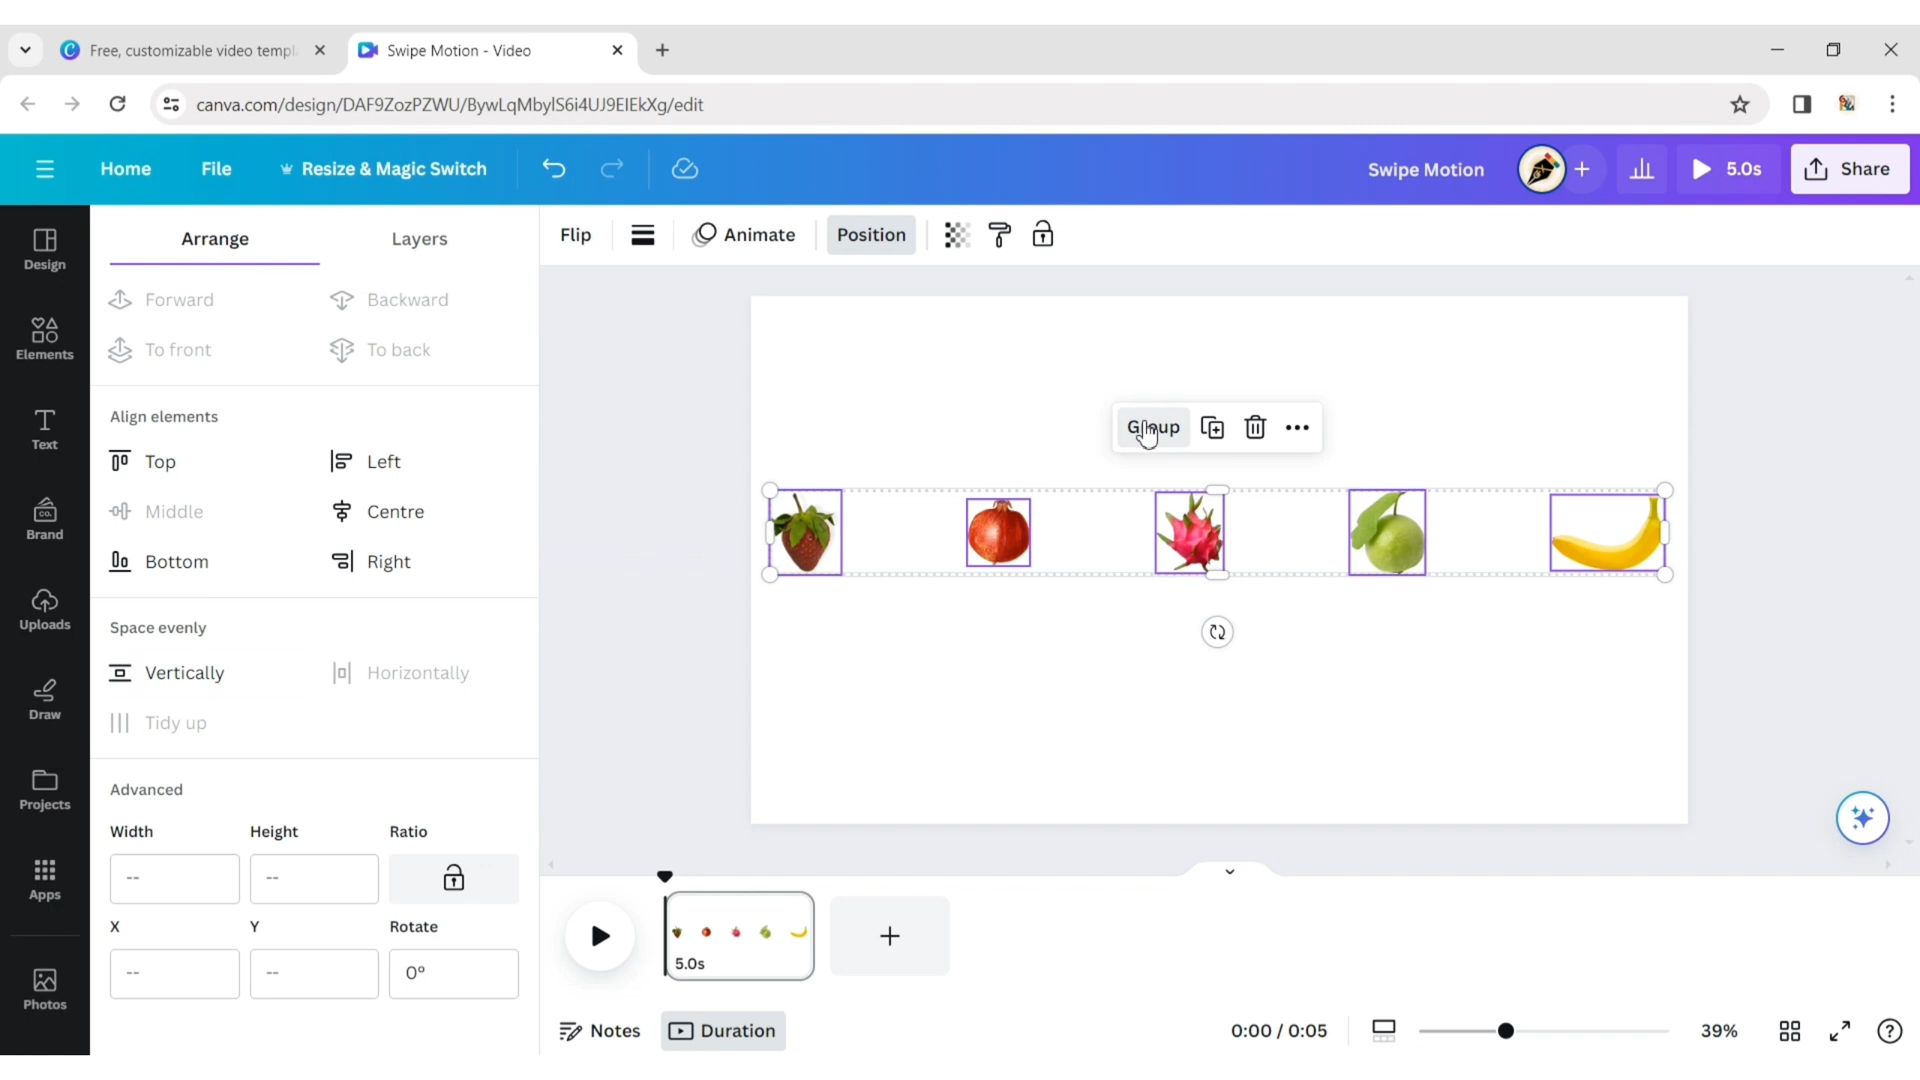 Free, customizable video templ
Swipe Motion - Video
canva.com/design/DAF9ZozPZWU/BywLqMbylS6i4UJ9EIEkXg/edit
Home
File
Resize & Magic Switch
Swipe Motion
5.0s
Share
Design
Elements
Text
Brand
Uploads
Draw
Projects
Apps
Photos
Arrange
Layers
Forward
Backward
To front
To back
Align elements
Top
Left
Middle
Centre
Bottom
Right
Space evenly
Vertically
Horizontally
Tidy up
Advanced
Width
Height
Ratio
--
--
X
Y
Rotate
--
--
0°
Flip
Animate
Position
Group
5.0s
Notes
Duration
0:00 / 0:05
39%